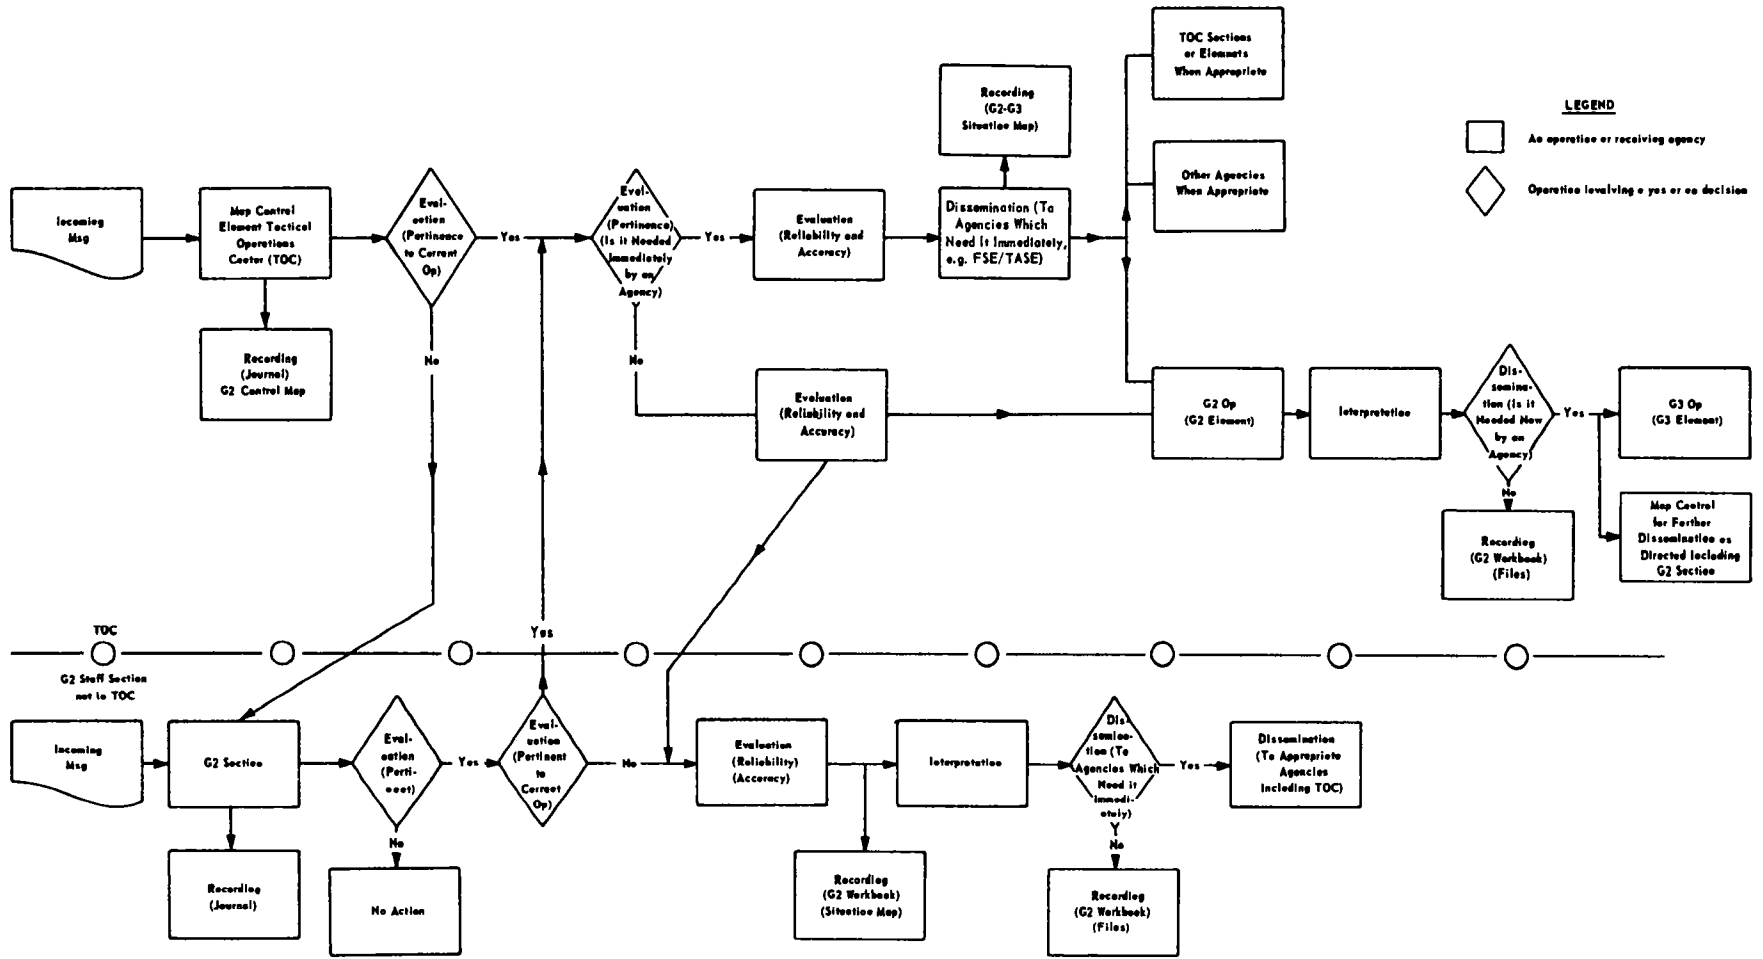 TOC Sections
or Elemnets
When Appropriate
Recording
(G2-G3
Situation Map)
LEGEND
An operation or receiving agency
Operation involving a yes or no decision
Other Agencies
When Appropriate
Incoming
Msg
Map Control
Element Tactical
Operations
Center (TOC)
Eval-
uation
(Pertinence
to Current
Op)
Yes
Eval-
uation
(Pertinence)
(Is it Needed
Immediately
by an
Agency)
Yes
Evaluation
(Reliability and
Accuracy)
Dissemination (To
Agencies Which
Need It Immediately,
e.g. FSE/TASE)
No
No
Recording
(Journal)
G2 Control Map
Evaluation
(Reliability and
Accuracy)
G2 Op
(G2 Element)
Interpretation
Dis-
semina-
tion (Is it
Needed Now
by an
Agency)
Yes
G3 Op
(G3 Element)
No
Recording
(G2 Workbook)
(Files)
Map Control
for Further
Dissemination as
Directed Including
G2 Section
TOC
Yes
G2 Staff Section
not in TOC
Incoming
Msg
G2 Section
Eval-
uation
(Perti-
nent)
Yes
Eval-
uation
(Pertinent
to
Current
Op)
No
Evaluation
(Reliability)
(Accuracy)
Interpretation
Dis-
semina-
tion (To
Agencies Which
Need it
immedi-
ately)
Yes
Dissemination
(To Appropriate
Agencies
Including TOC)
No
No
Recording
(Journal)
No Action
Recording
(G2 Workbook)
(Situation Map)
Recording
(G2 Workbook)
(Files)